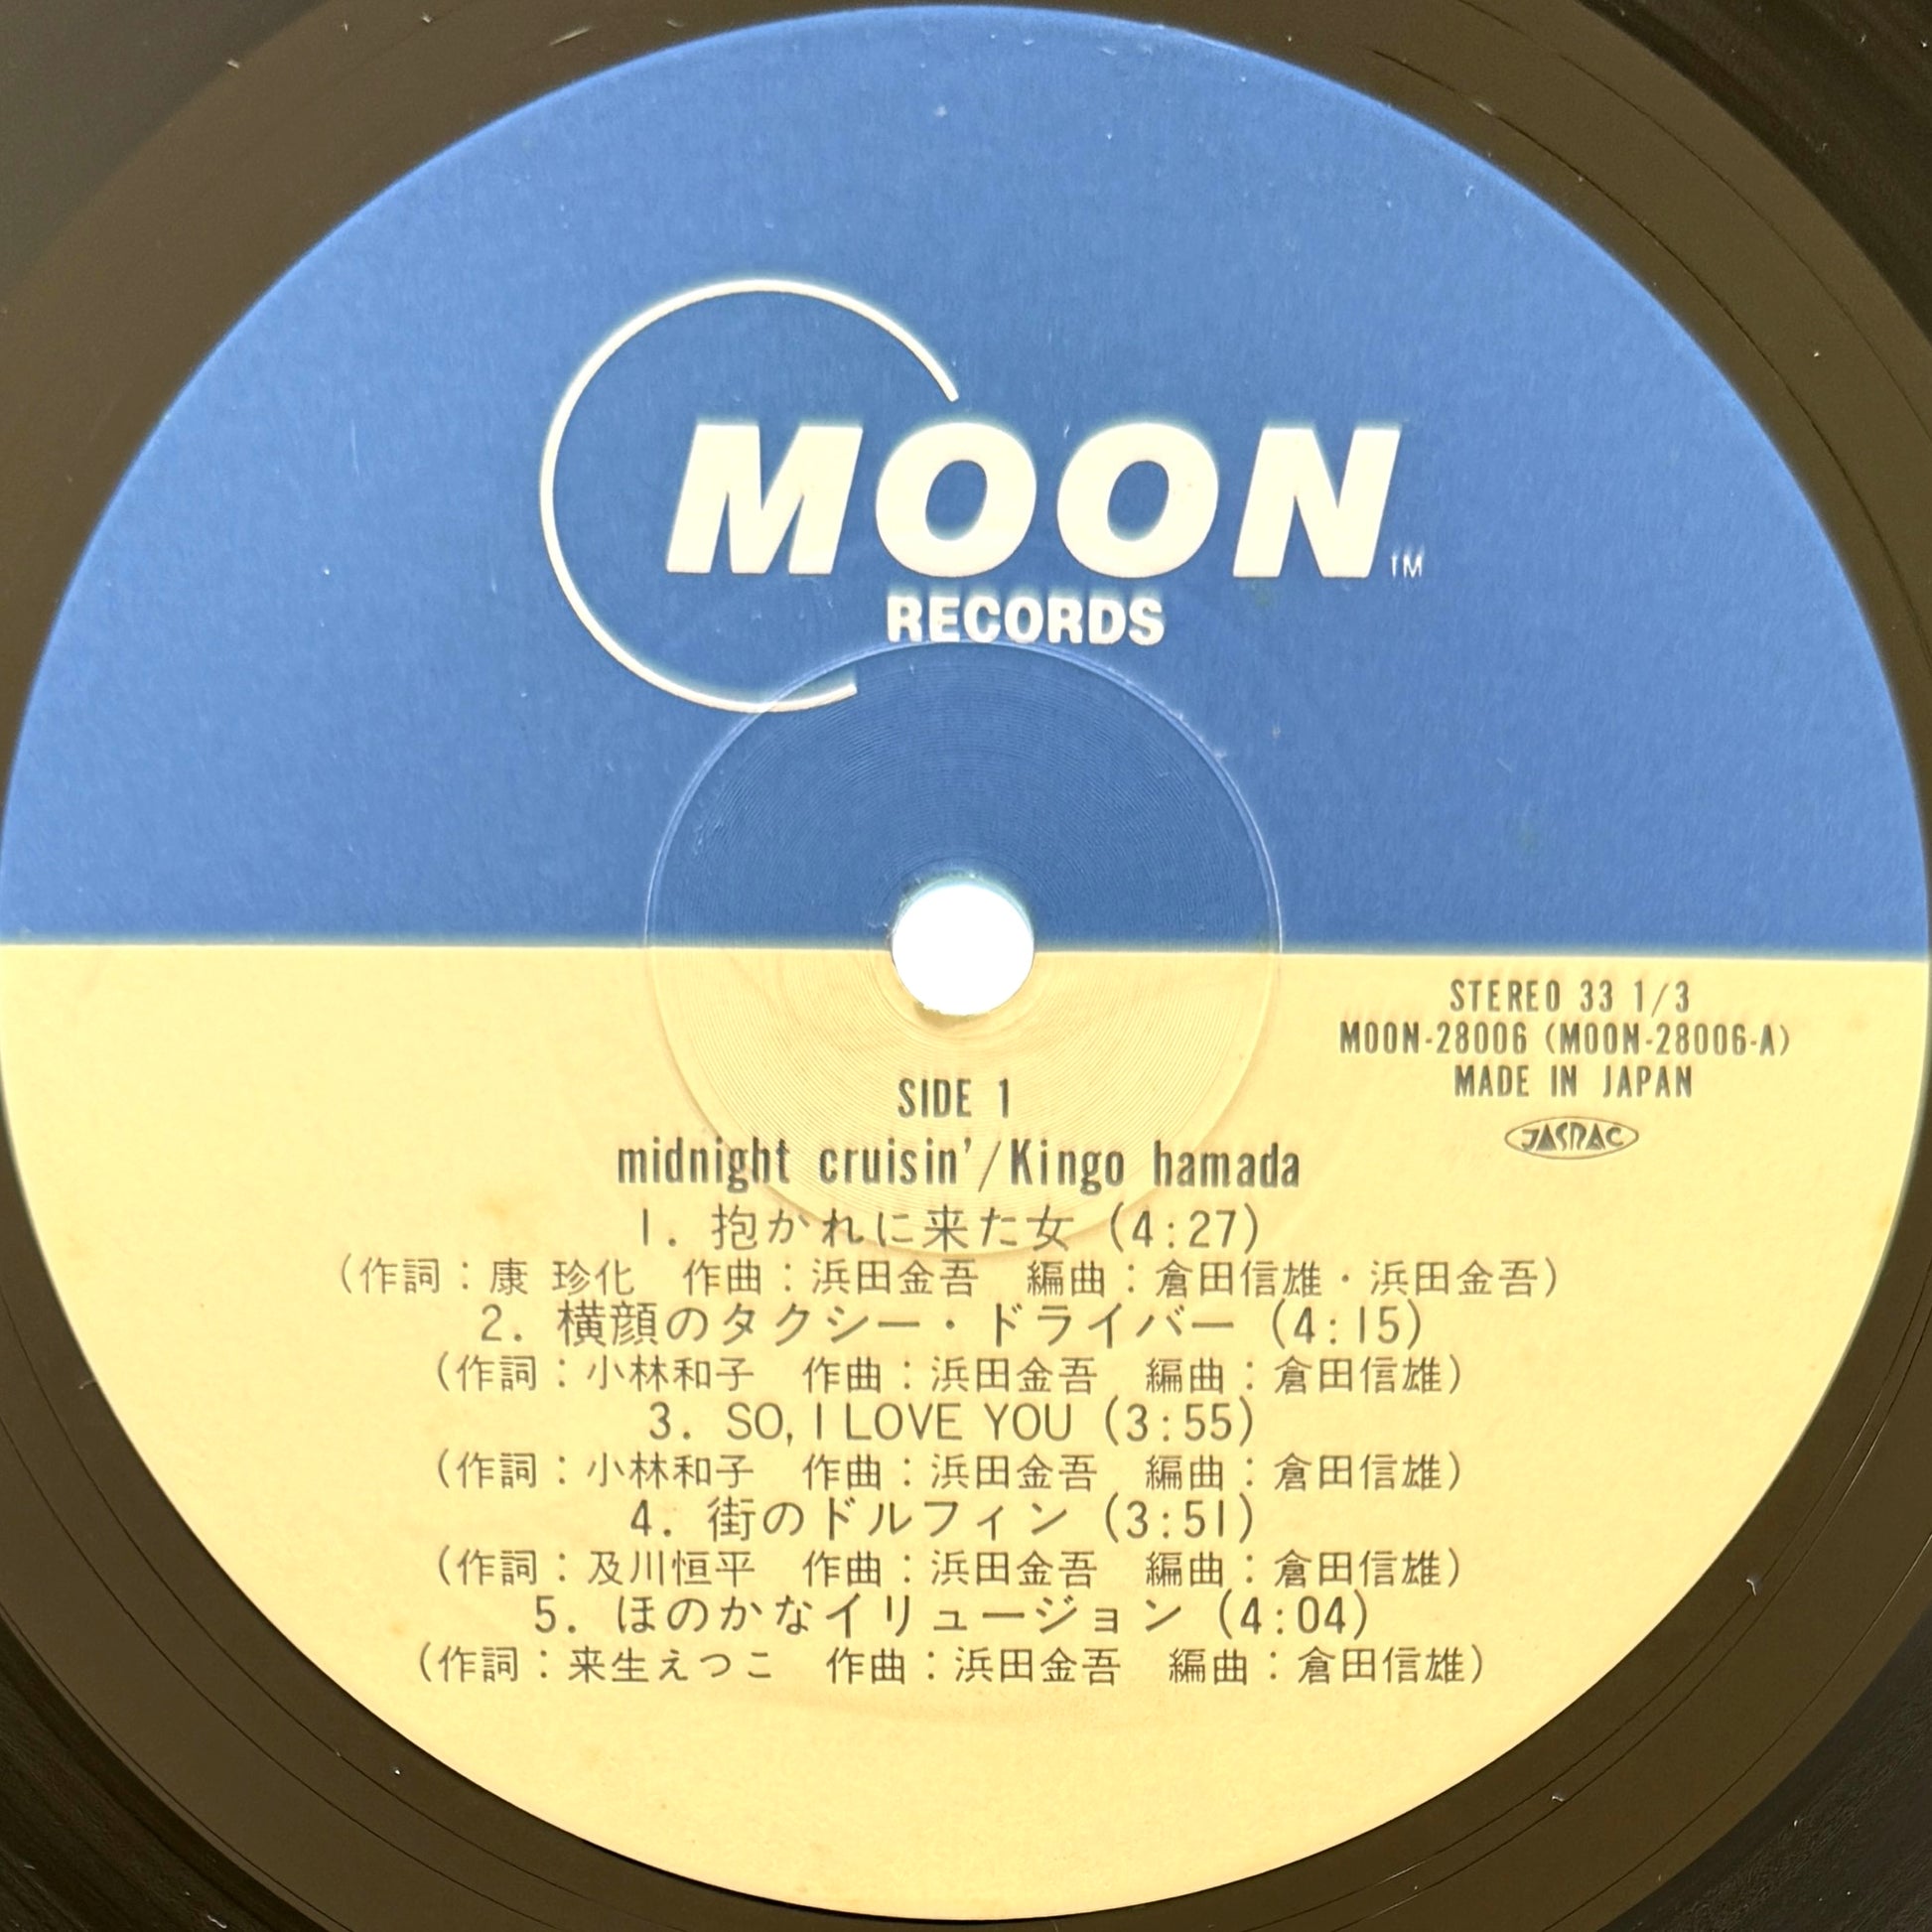 MOON TM
RECORDS
STEREO 33 1/3
MOON-28006 (MOON-28006-A)
MADE IN JAPAN
JASRAC
SIDE 1
midnight cruisin'/Kingo hamada
1. 抱かれに来た女 (4:27)
(作詞:康 珍化 作曲:浜田金吾 編曲:倉田信雄・浜田金吾)
2. 横顔のタクシー・ドライバー (4:15)
(作詞:小林和子 作曲:浜田金吾 編曲:倉田信雄)
3. SO, I LOVE YOU (3:55)
(作詞:小林和子 作曲:浜田金吾 編曲:倉田信雄)
4. 街のドルフィン (3:51)
(作詞:及川恒平 作曲:浜田金吾 編曲:倉田信雄)
5. ほのかなイリュージョン (4:04)
(作詞:来生えつこ 作曲:浜田金吾 編曲:倉田信雄)